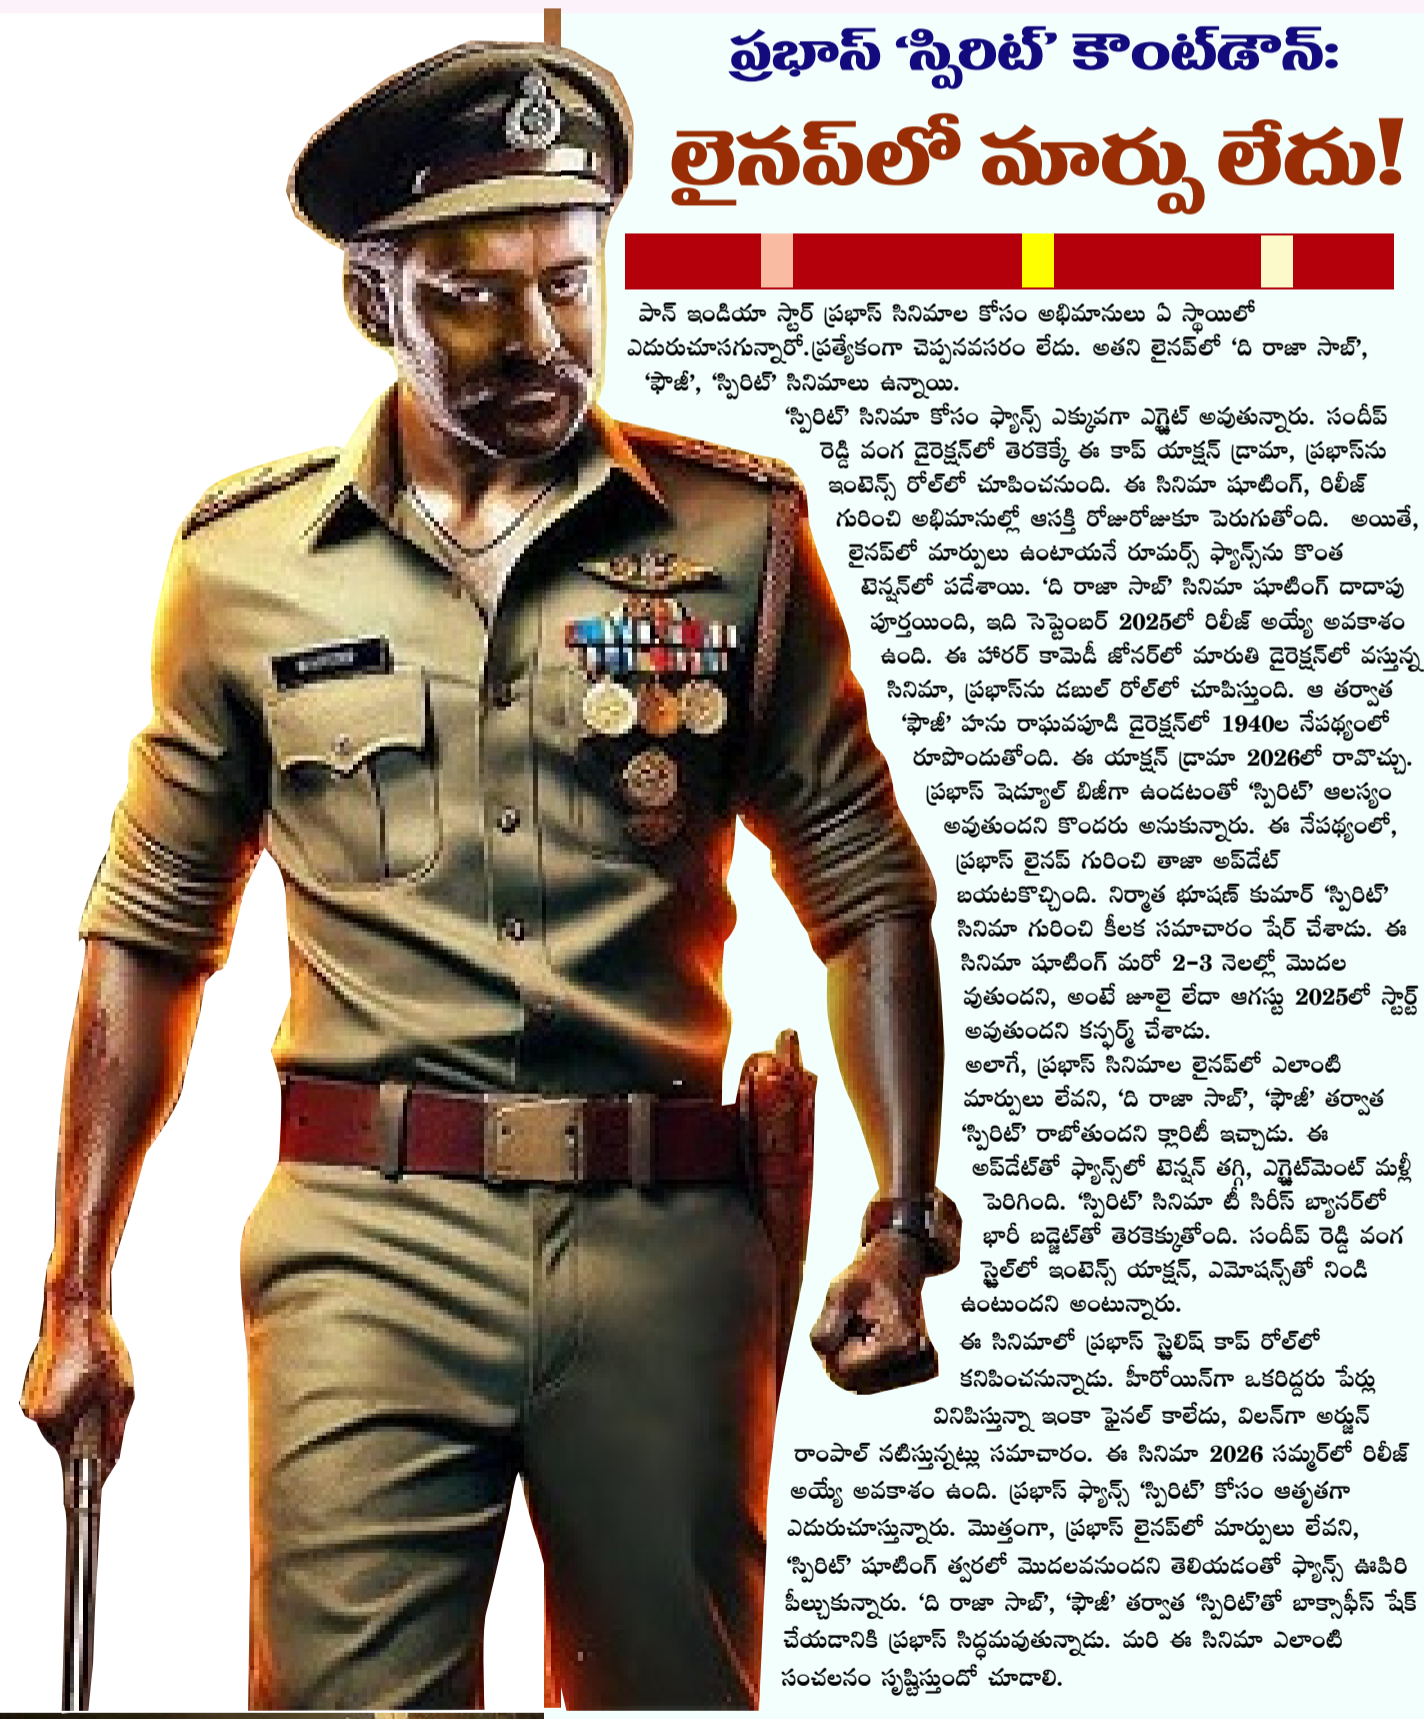 ప్రభాస్ ‘స్పిరిట్’ కౌంట్‌డౌన్:
లైనప్‌లో మార్పు లేదు!
పాన్ ఇండియా స్టార్ ప్రభాస్ సినిమాల కోసం అభిమానులు ఏ స్థాయిలో
ఎదురుచూసగున్నారో.ప్రత్యేకంగా చెప్పనవసరం లేదు. అతని లైనప్‌లో ‘ది రాజా సాబ్’,
‘ఫౌజీ’, ‘స్పిరిట్’ సినిమాలు ఉన్నాయి.
‘స్పిరిట్’ సినిమా కోసం ఫ్యాన్స్ ఎక్కువగా ఎగ్జైట్ అవుతున్నారు. సందీప్
రెడ్డి వంగ డైరెక్షన్‌లో తెరకెక్కే ఈ కాప్ యాక్షన్ డ్రామా, ప్రభాస్‌ను
ఇంటెన్స్ రోల్‌లో చూపించనుంది. ఈ సినిమా షూటింగ్, రిలీజ్
గురించి అభిమానుల్లో ఆసక్తి రోజురోజుకూ పెరుగుతోంది. అయితే,
లైనప్‌లో మార్పులు ఉంటాయనే రూమర్స్ ఫ్యాన్స్‌ను కొంత
టెన్షన్‌లో పడేశాయి. ‘ది రాజా సాబ్’ సినిమా షూటింగ్ దాదాపు
పూర్తయింది, ఇది సెప్టెంబర్ 2025లో రిలీజ్ అయ్యే అవకాశం
ఉంది. ఈ హారర్ కామెడీ జోనర్‌లో మారుతి డైరెక్షన్‌లో వస్తున్న
సినిమా, ప్రభాస్‌ను డబుల్ రోల్‌లో చూపిస్తుంది. ఆ తర్వాత
‘ఫౌజీ’ హను రాఘవపూడి డైరెక్షన్‌లో 1940ల నేపథ్యంలో
రూపొందుతోంది. ఈ యాక్షన్ డ్రామా 2026లో రావొచ్చు.
ప్రభాస్ షెడ్యూల్ బిజీగా ఉండటంతో ‘స్పిరిట్’ ఆలస్యం
అవుతుందని కొందరు అనుకున్నారు. ఈ నేపథ్యంలో,
ప్రభాస్ లైనప్ గురించి తాజా అప్‌డేట్
బయటకొచ్చింది. నిర్మాత భూషణ్ కుమార్ ‘స్పిరిట్’
సినిమా గురించి కీలక సమాచారం షేర్ చేశాడు. ఈ
సినిమా షూటింగ్ మరో 2-3 నెలల్లో మొదల
వుతుందని, అంటే జూలై లేదా ఆగస్టు 2025లో స్టార్ట్
అవుతుందని కన్ఫర్మ్ చేశాడు.
అలాగే, ప్రభాస్ సినిమాల లైనప్‌లో ఎలాంటి
మార్పులు లేవని, ‘ది రాజా సాబ్’, ‘ఫౌజీ’ తర్వాత
‘స్పిరిట్’ రాబోతుందని క్లారిటీ ఇచ్చాడు. ఈ
అప్‌డేట్‌తో ఫ్యాన్స్‌లో టెన్షన్ తగ్గి, ఎగ్జైట్‌మెంట్ మళ్లీ
పెరిగింది. ‘స్పిరిట్’ సినిమా టీ సిరీస్ బ్యానర్‌లో
భారీ బడ్జెట్‌తో తెరకెక్కుతోంది. సందీప్ రెడ్డి వంగ
స్టైల్‌లో ఇంటెన్స్ యాక్షన్, ఎమోషన్స్‌తో నిండి
ఉంటుందని అంటున్నారు.
ఈ సినిమాలో ప్రభాస్ స్టైలిష్ కాప్ రోల్‌లో
కనిపించనున్నాడు. హీరోయిన్‌గా ఒకరిద్దరు పేర్లు
వినిపిస్తున్నా ఇంకా ఫైనల్ కాలేదు, విలన్‌గా అర్జున్
రాంపాల్ నటిస్తున్నట్లు సమాచారం. ఈ సినిమా 2026 సమ్మర్‌లో రిలీజ్
అయ్యే అవకాశం ఉంది. ప్రభాస్ ఫ్యాన్స్ ‘స్పిరిట్’ కోసం ఆతృతగా
ఎదురుచూస్తున్నారు. మొత్తంగా, ప్రభాస్ లైనప్‌లో మార్పులు లేవని,
‘స్పిరిట్’ షూటింగ్ త్వరలో మొదలవనుందని తెలియడంతో ఫ్యాన్స్ ఊపిరి
పీల్చుకున్నారు. ‘ది రాజా సాబ్’, ‘ఫౌజీ’ తర్వాత ‘స్పిరిట్’తో బాక్సాఫీస్ షేక్
చేయడానికి ప్రభాస్ సిద్ధమవుతున్నాడు. మరి ఈ సినిమా ఎలాంటి
సంచలనం సృష్టిస్తుందో చూడాలి.